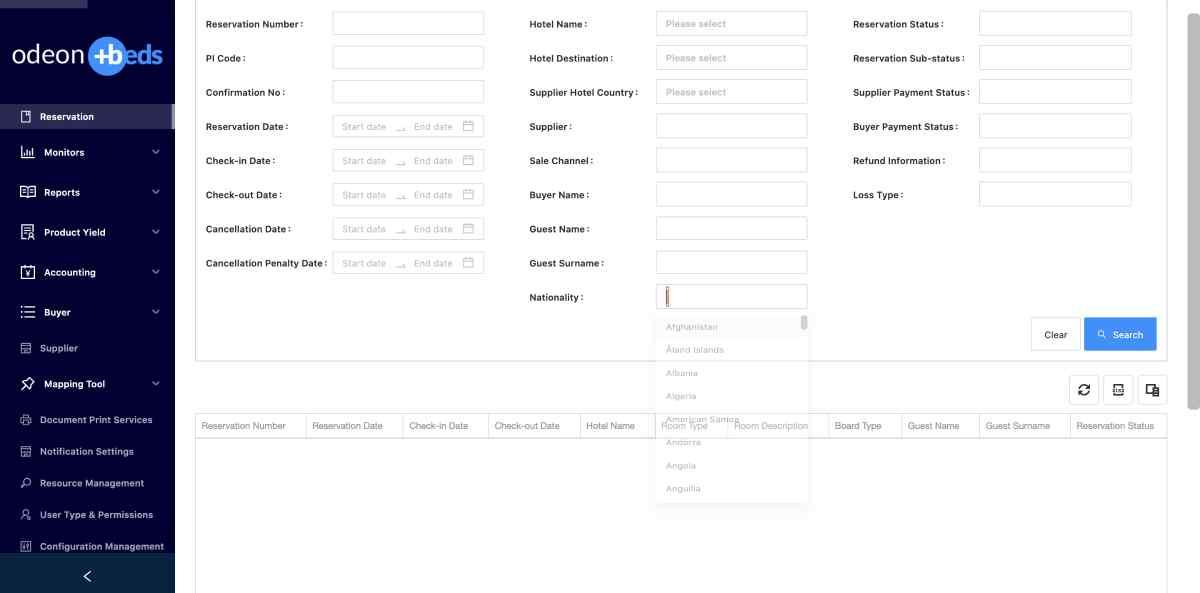 odeon +beds
Reservation
Monitors
Reports
Product Yield
Accounting
Buyer
Supplier
Mapping Tool
Document Print Services
Notification Settings
Resource Management
User Type & Permissions
Configuration Management
Reservation Number :
PI Code :
Confirmation No :
Reservation Date : Start date End date
Check-in Date : Start date End date
Check-out Date : Start date End date
Cancellation Date : Start date End date
Cancellation Penalty Date : Start date End date
Hotel Name : Please select
Hotel Destination : Please select
Supplier Hotel Country : Please select
Supplier :
Sale Channel :
Buyer Name :
Guest Name :
Guest Surname :
Nationality :
Afghanistan
Åland Islands
Albania
Algeria
American Samoa
Andorra
Angola
Anguilla
Reservation Status :
Reservation Sub-status :
Supplier Payment Status :
Buyer Payment Status :
Refund Information :
Loss Type :
Clear Search
Reservation Number Reservation Date Check-in Date Check-out Date Hotel Name Room Type Room Description Board Type Guest Name Guest Surname Reservation Status